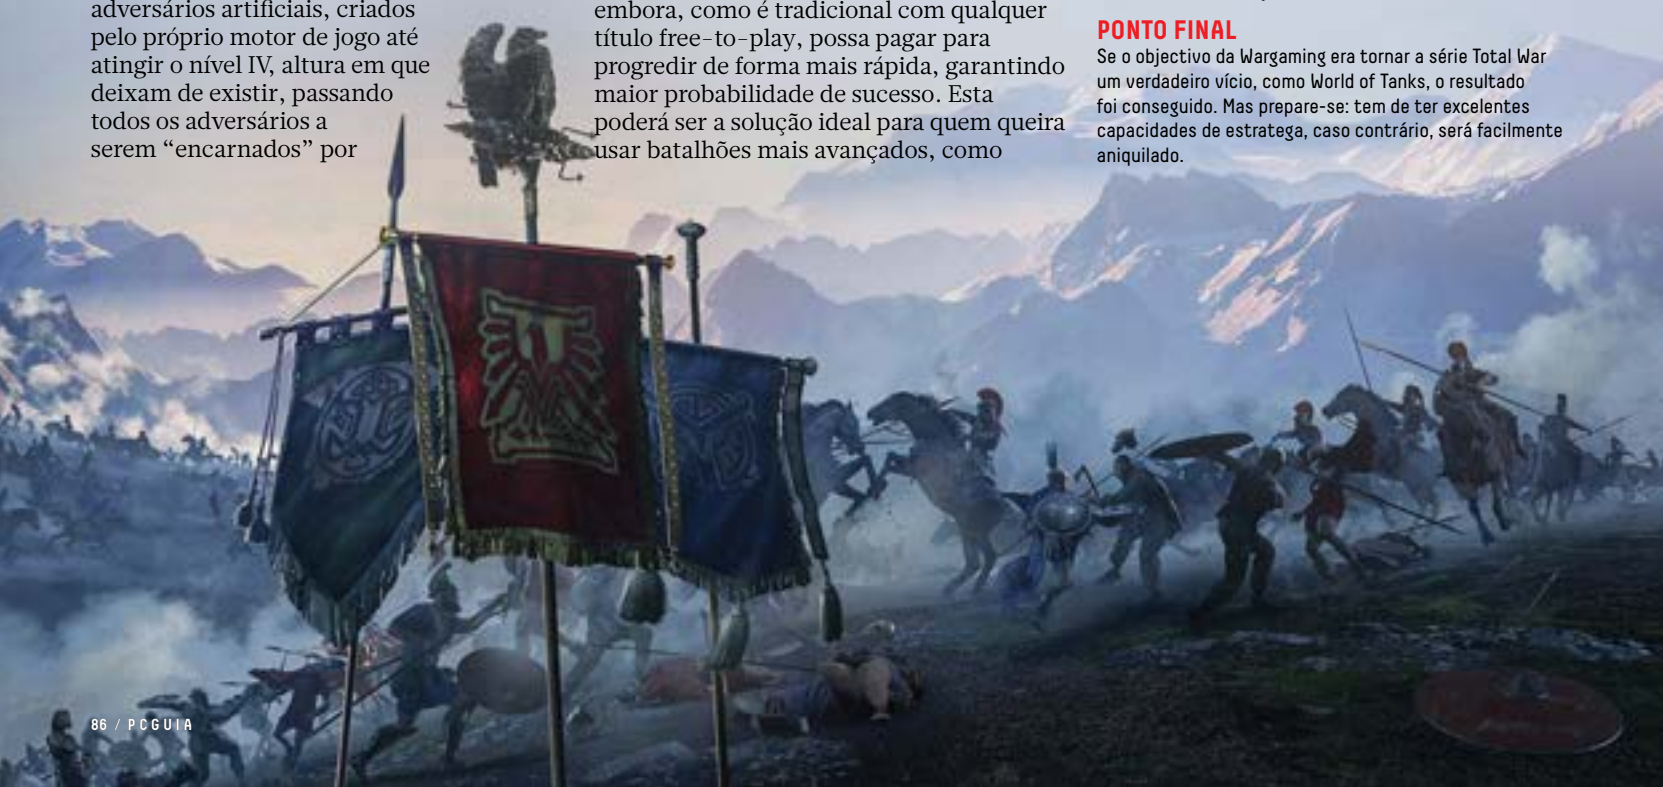 adversários artificiais, criados
pelo próprio motor de jogo até
atingir o nível IV, altura em que
deixam de existir, passando
todos os adversários a
serem “encarnados” por
embora, como é tradicional com qualquer
título free-to-play, possa pagar para
progredir de forma mais rápida, garantindo
maior probabilidade de sucesso. Esta
poderá ser a solução ideal para quem queira
usar batalhões mais avançados, como
PONTO FINAL
Se o objectivo da Wargaming era tornar a série Total War
um verdadeiro vício, como World of Tanks, o resultado
foi conseguido. Mas prepare-se: tem de ter excelentes
capacidades de estratega, caso contrário, será facilmente
aniquilado.
86 / PCGUIA